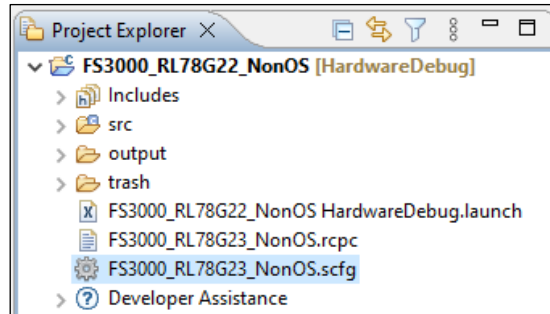 Project Explorer
FS3000_RL78G22_NonOS [HardwareDebug]
Includes
src
output
trash
FS3000_RL78G22_NonOS HardwareDebug.launch
FS3000_RL78G23_NonOS.rcpc
FS3000_RL78G23_NonOS.scfg
Developer Assistance